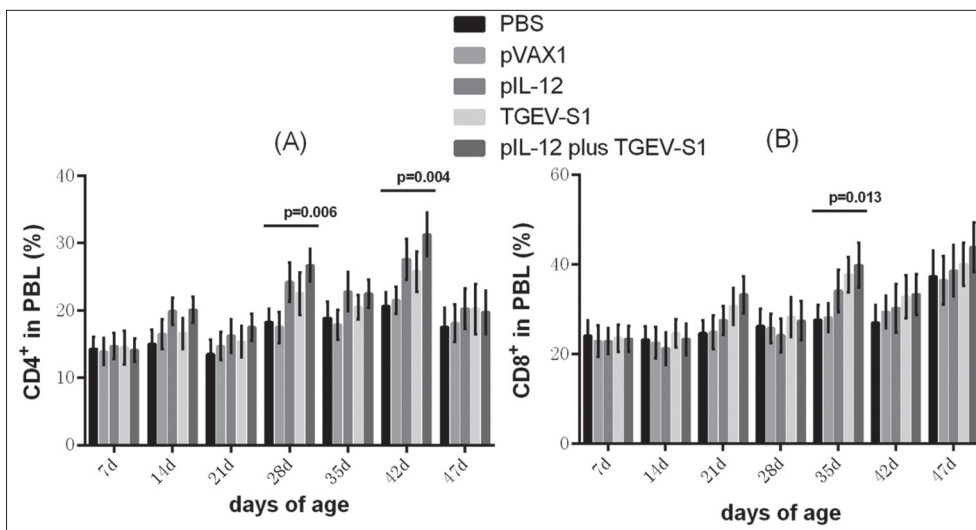 PBS
pVAX1
pIL-12
TGEV-S1
pIL-12 plus TGEV-S1
(A)
CD4+ in PBL (%)
40
30
20
10
0
p=0.006
p=0.004
7d
14d
21d
28d
35d
42d
47d
days of age
(B)
CD8+ in PBL (%)
60
40
20
0
p=0.013
7d
14d
21d
28d
35d
42d
47d
days of age